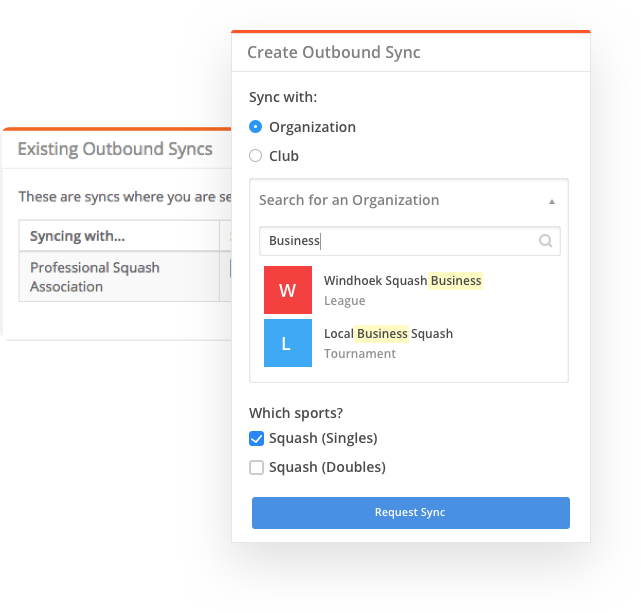 Create Outbound Sync
Sync with:
Organization
Club
Search for an Organization
Business
W
Windhoek Squash Business
League
L
Local Business Squash
Tournament
Which sports?
Squash (Singles)
Squash (Doubles)
Request Sync
Existing Outbound Syncs
These are syncs where you are
Syncing with...
Professional Squash
Association